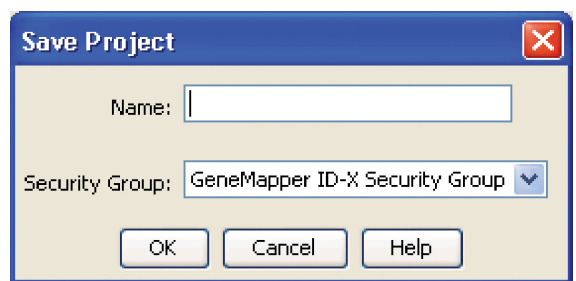 Save Project
Name:
Security Group: GeneMapper ID-X Security Group
OK Cancel Help